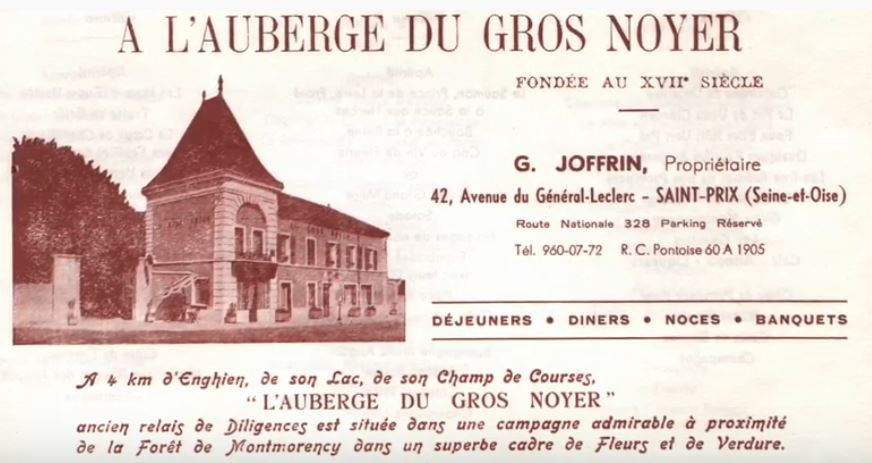 A L'AUBERGE DU GROS NOYER
FONDÉE AU XVIIᵉ SIÈCLE
G. JOFFRIN, Propriétaire
42, Avenue du Général-Leclerc - SAINT-PRIX (Seine-et-Oise)
Route Nationale 328 Parking Réservé
Tél. 960-07-72 R. C. Pontoise 60 A 1905
DÉJEUNERS • DINERS • NOCES • BANQUETS
A 4 km d'Enghien, de son Lac, de son Champ de Courses,
"L'AUBERGE DU GROS NOYER"
ancien relais de Diligences est située dans une campagne admirable à proximité
de la Forêt de Montmorency dans un superbe cadre de Fleurs et de Verdure.